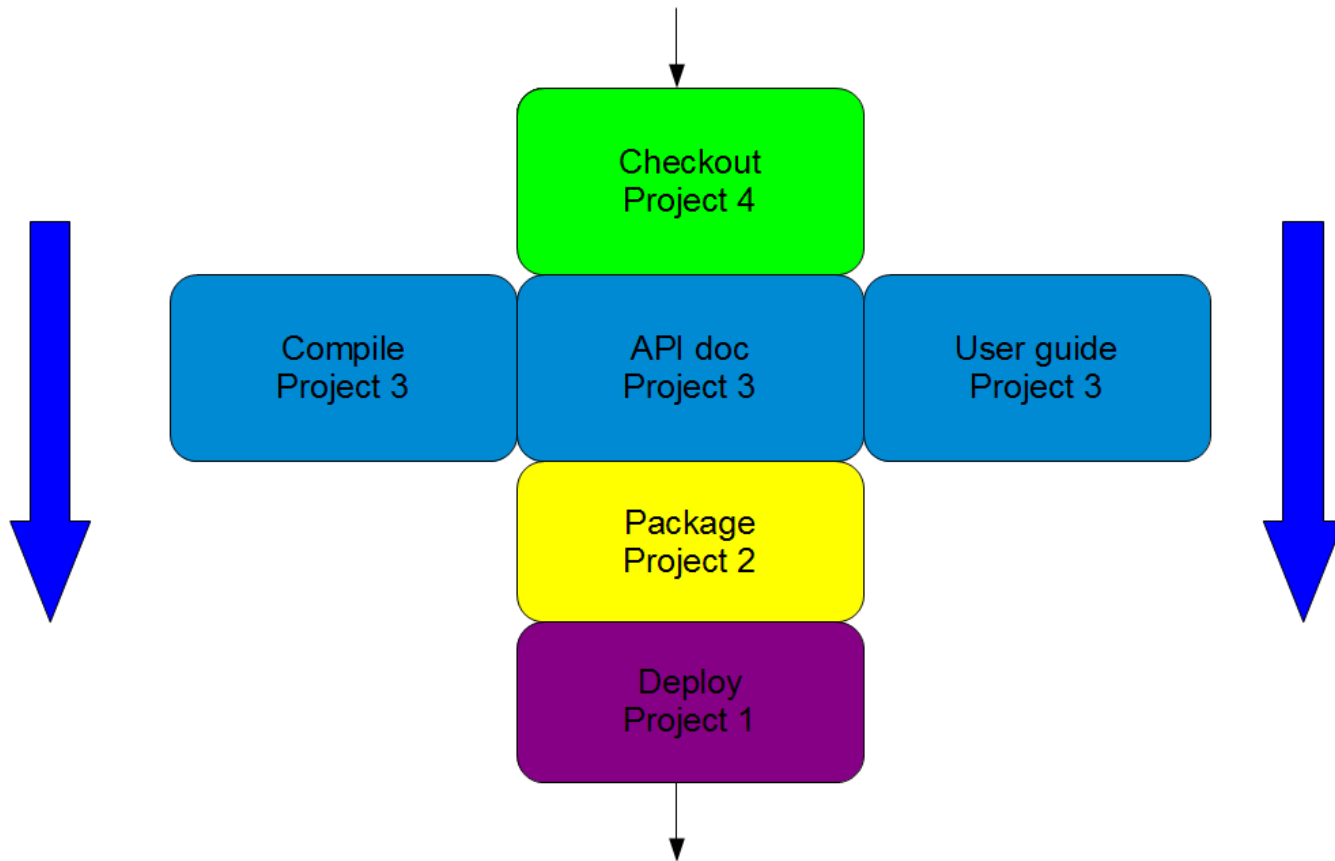 Checkout
Project 4
Compile
Project 3
API doc
Project 3
User guide
Project 3
Package
Project 2
Deploy
Project 1